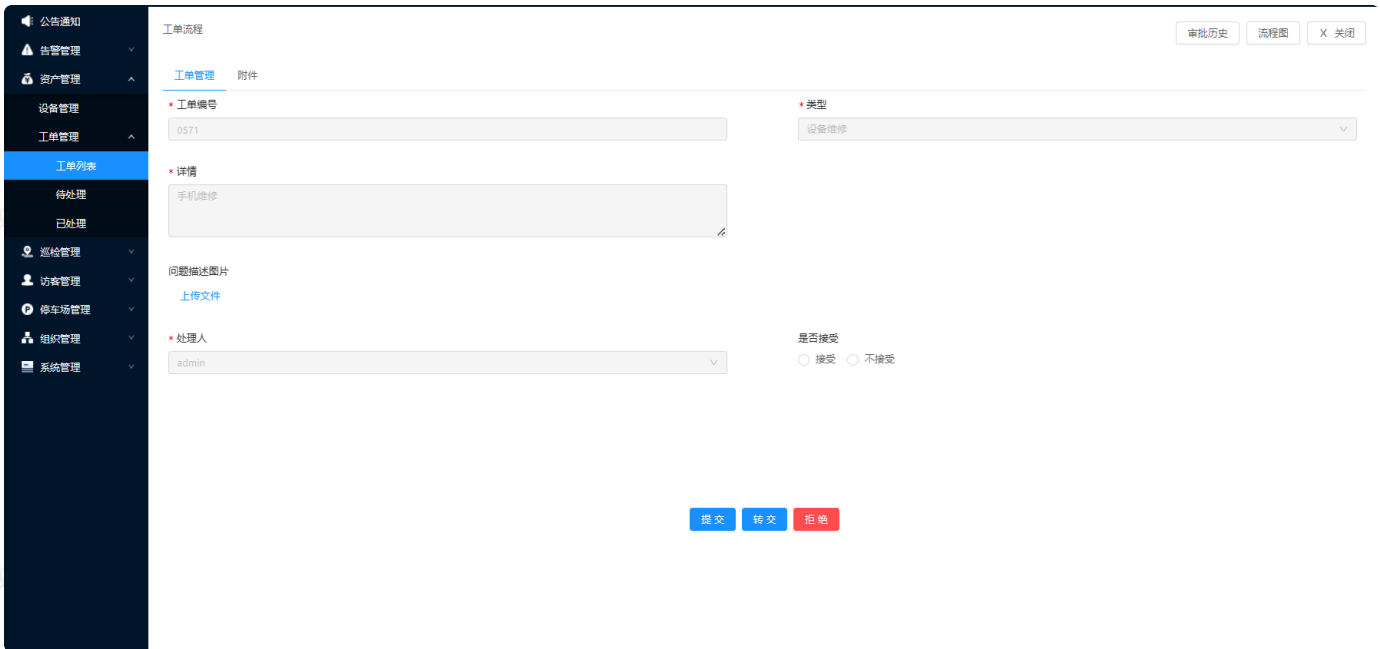 公告通知
告警管理
资产管理
设备管理
工单管理
工单列表
待处理
已处理
巡检管理
访客管理
停车场管理
组织管理
系统管理
工单流程
审批历史 流程图 X 关闭
工单管理 附件
* 工单编号 * 类型
0571 设备维修
* 详情
手机维修
问题描述图片
上传文件
* 处理人 是否接受
admin 接受 不接受
提交 转交 拒绝